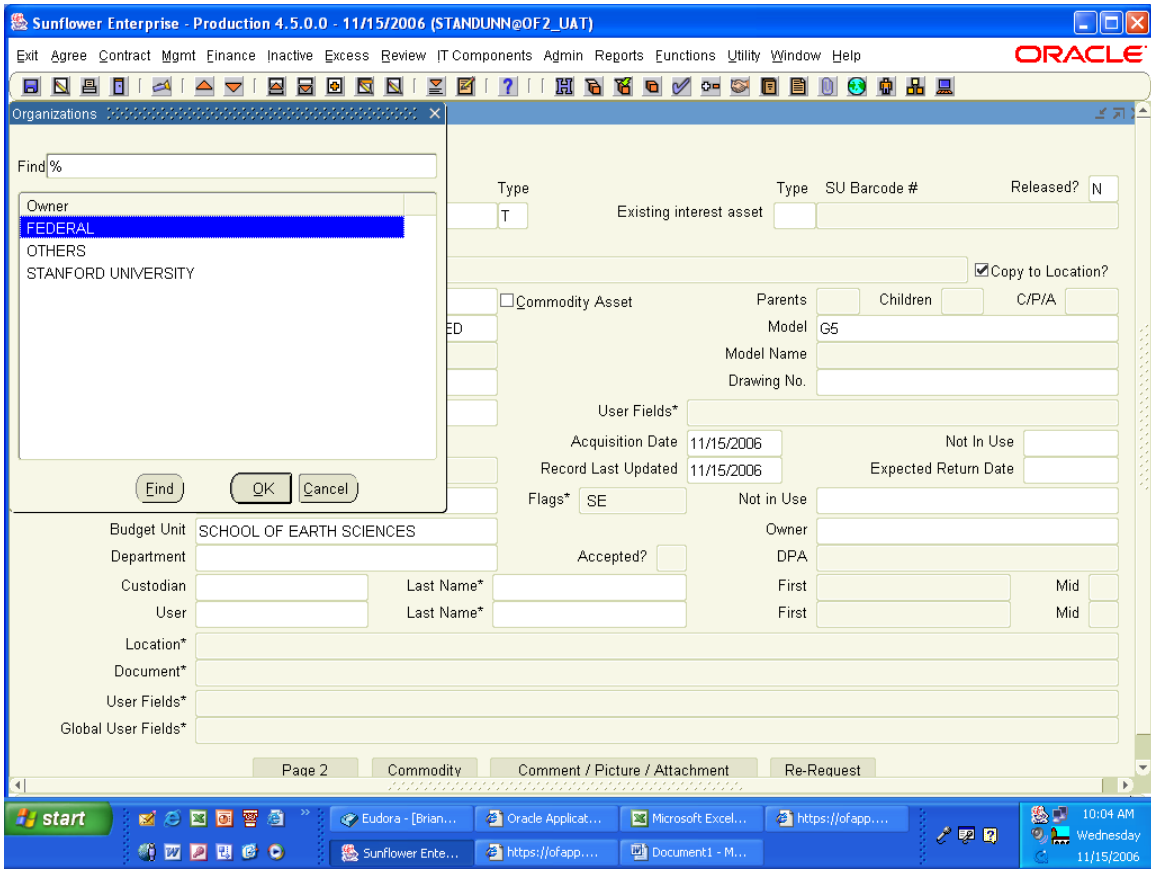 Sunflower Enterprise - Production 4.5.0.0 - 11/15/2006 (STANDUNN@OF2_UAT)
Exit Agree Contract Mgmt Finance Inactive Excess Review IT Components Admin Reports Functions Utility Window Help ORACLE
Organizations
Find %
Type Type SU Barcode # Released? N
Owner
T Existing interest asset
FEDERAL
OTHERS
STANFORD UNIVERSITY Copy to Location?
Commodity Asset Parents Children C/P/A
ED Model G5
Model Name
Drawing No.
User Fields*
Acquisition Date 11/15/2006 Not In Use
Record Last Updated 11/15/2006 Expected Return Date
Find OK Cancel
Flags* SE Not in Use
Budget Unit SCHOOL OF EARTH SCIENCES Owner
Department Accepted? DPA
Custodian Last Name* First Mid
User Last Name* First Mid
Location*
Document*
User Fields*
Global User Fields*
Page 2 Commodity Comment / Picture / Attachment Re-Request
start Eudora - [Brian... Oracle Applicat... Microsoft Excel... https://ofapp.... 10:04 AM
Wednesday
Sunflower Ente... https://ofapp.... Document1 - M... 11/15/2006